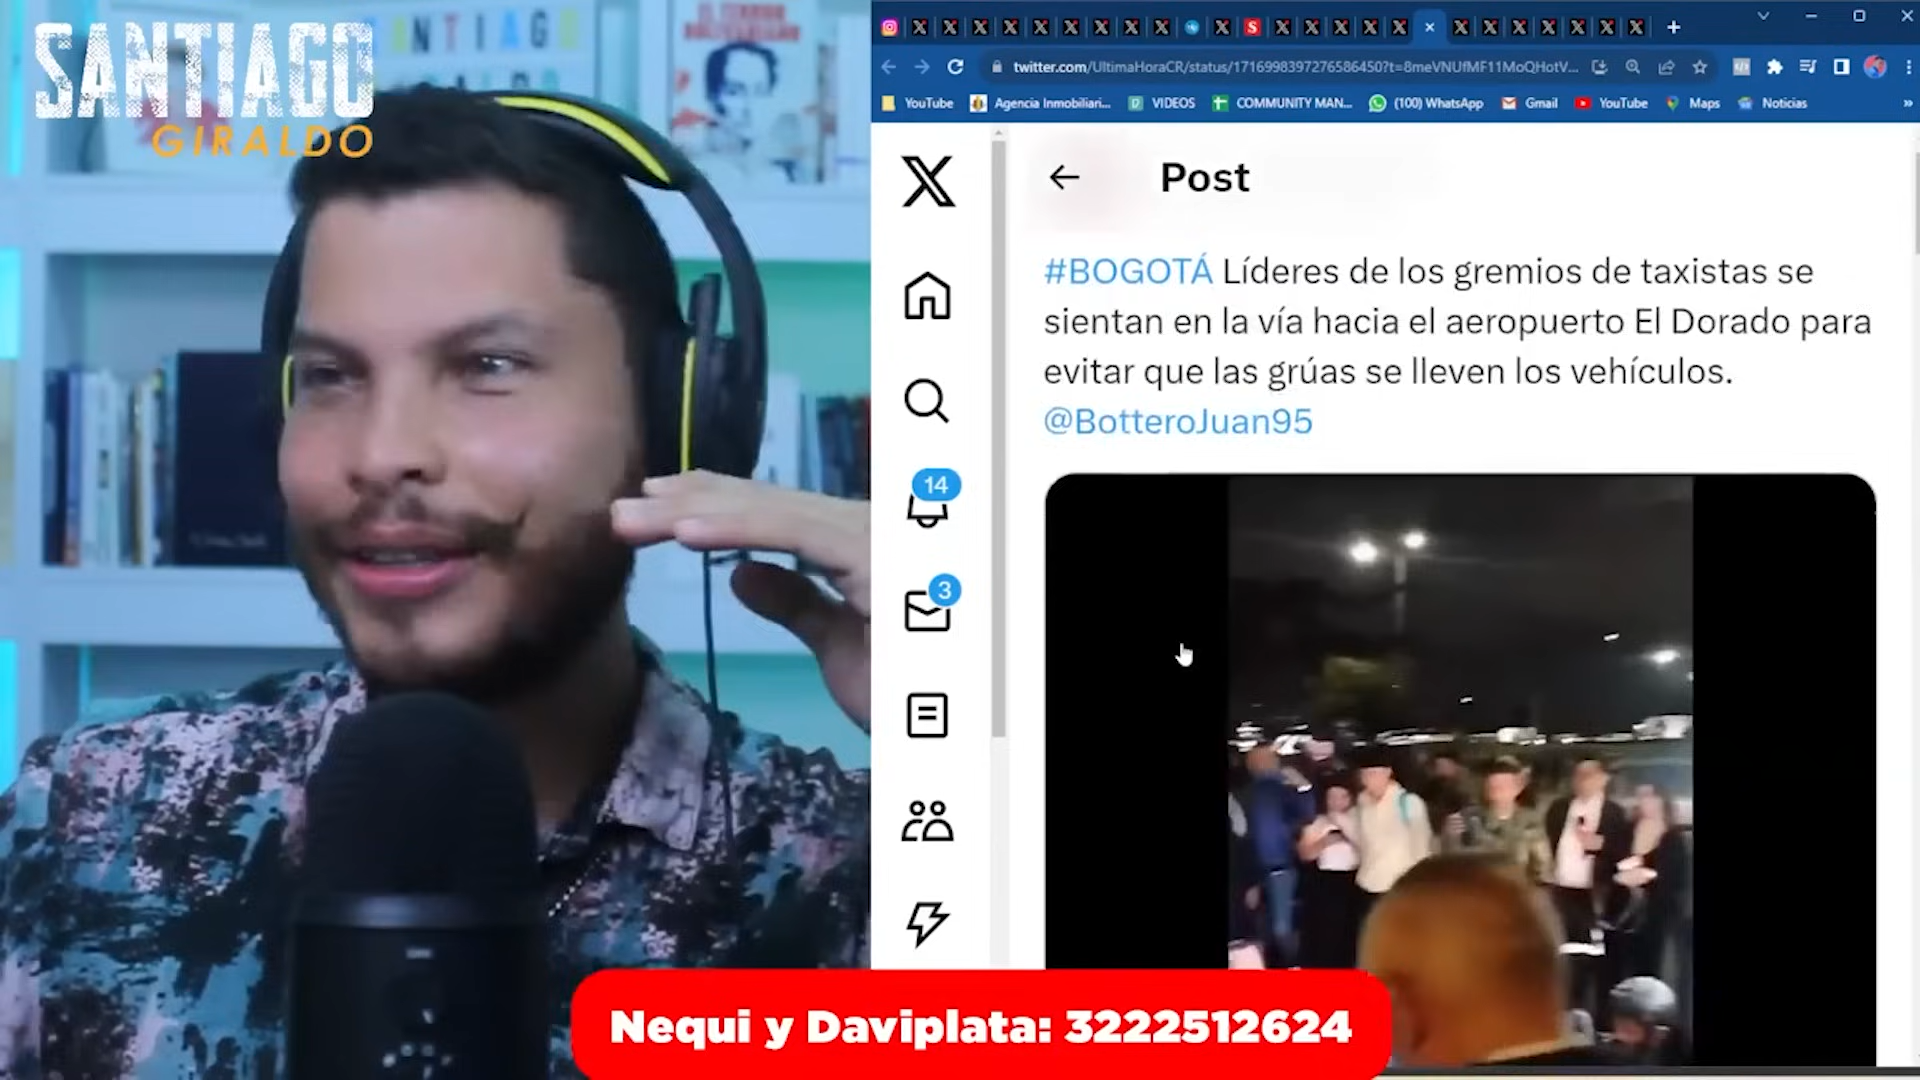 SANTIAGO
GIRALDO
twitter.com/UltimaHoraCR/status/1716998397276586450?t=8meVNUfMF11MoQHotV...
YouTube
Agencia Inmobiliari...
VIDEOS
COMMUNITY MAN...
(100) WhatsApp
Gmail
YouTube
Maps
Noticias
»
Post
#BOGOTÁ Líderes de los gremios de taxistas se
sientan en la vía hacia el aeropuerto El Dorado para
evitar que las grúas se lleven los vehículos.
@BotteroJuan95
14
3
Nequi y Daviplata: 3222512624